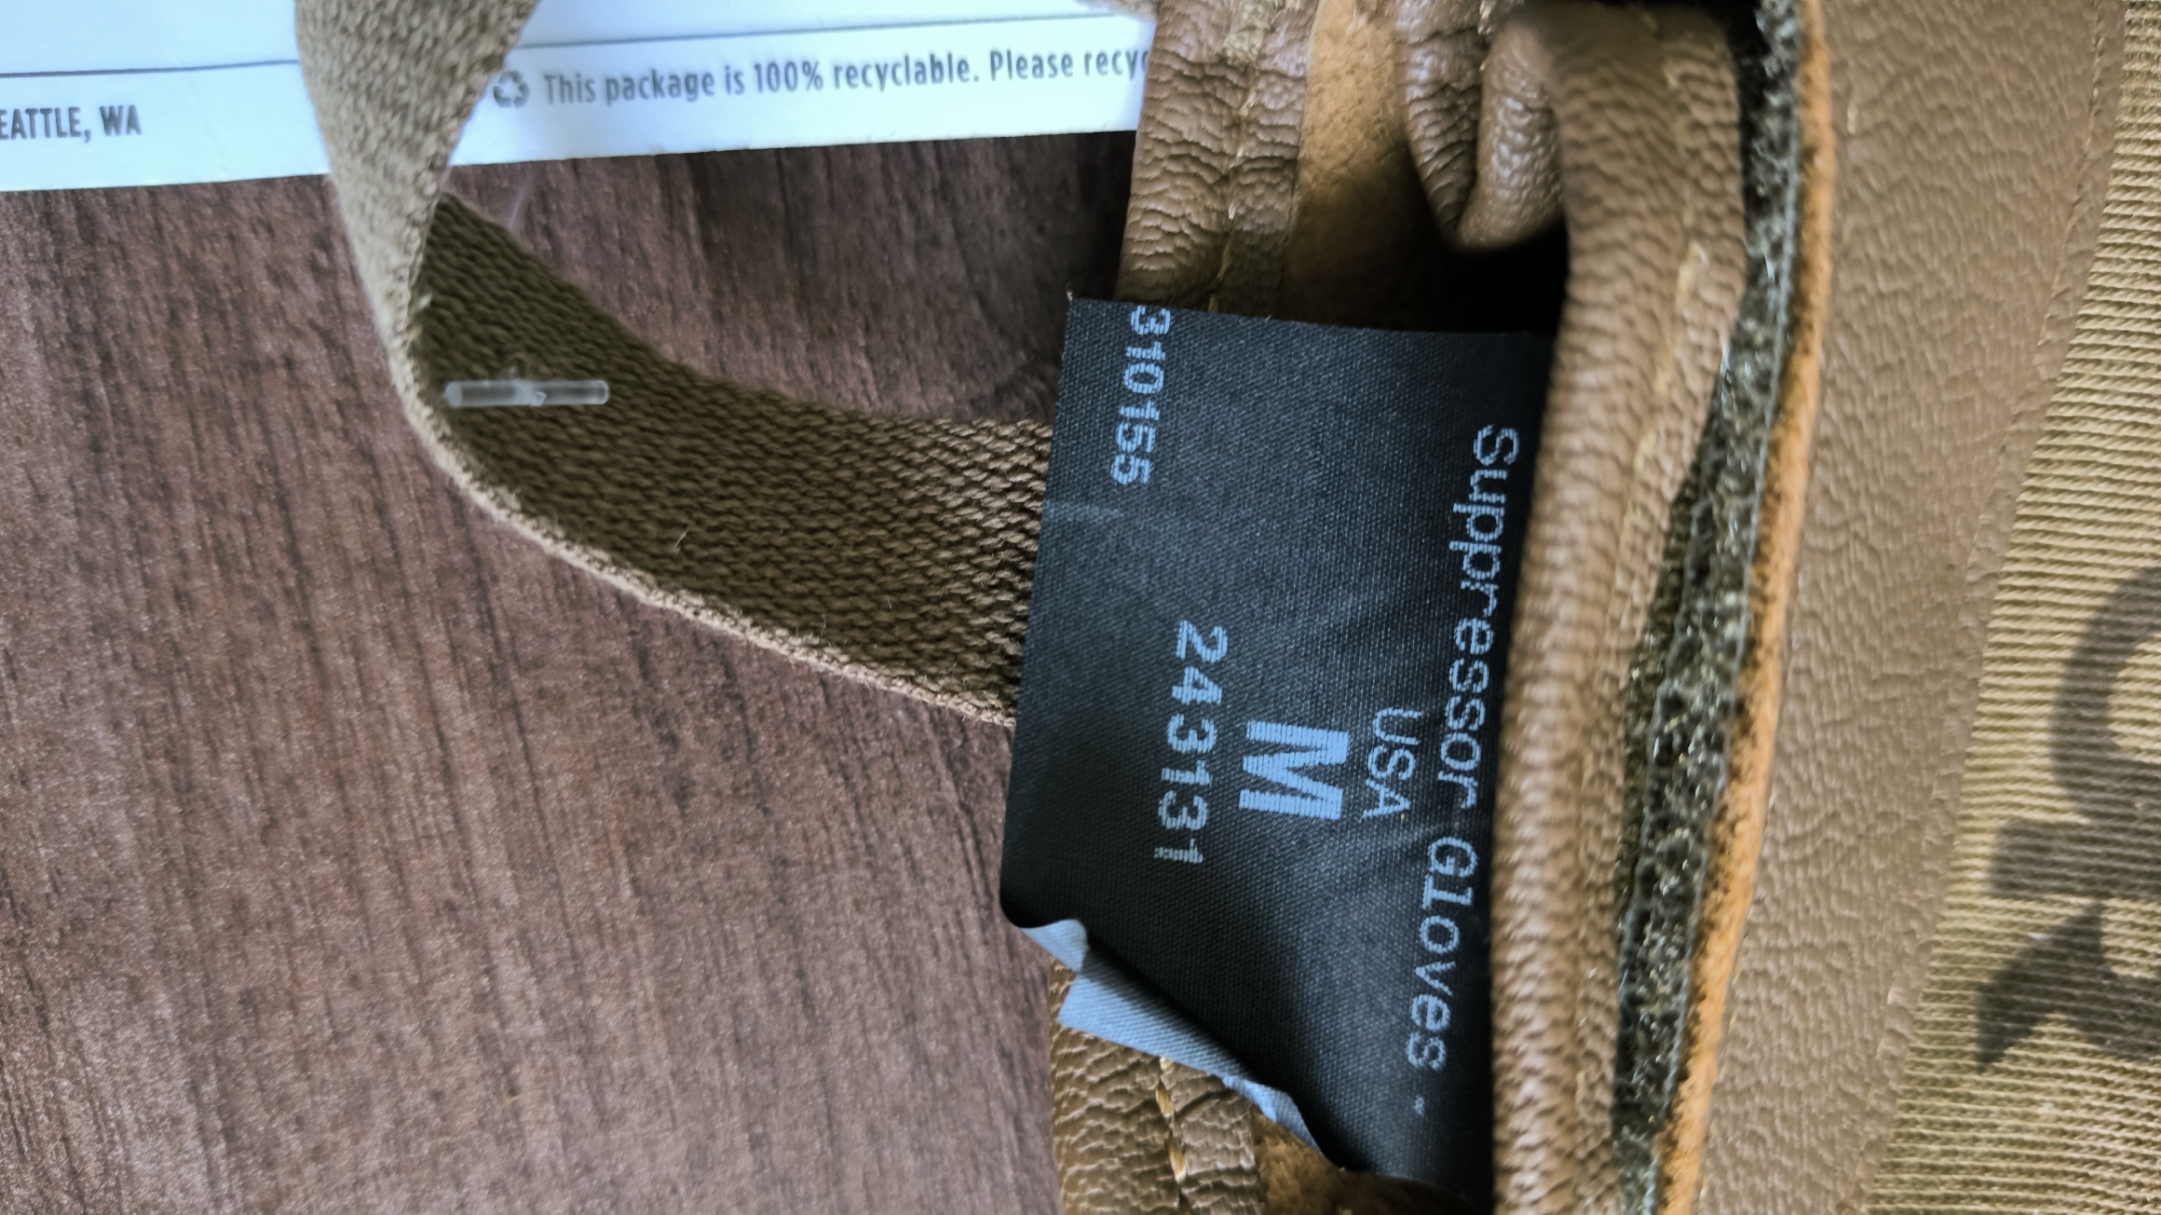 EATTLE, WA
This package is 100% recyclable. Please recyc
Suppressor Gloves -
USA
M
243131
310155